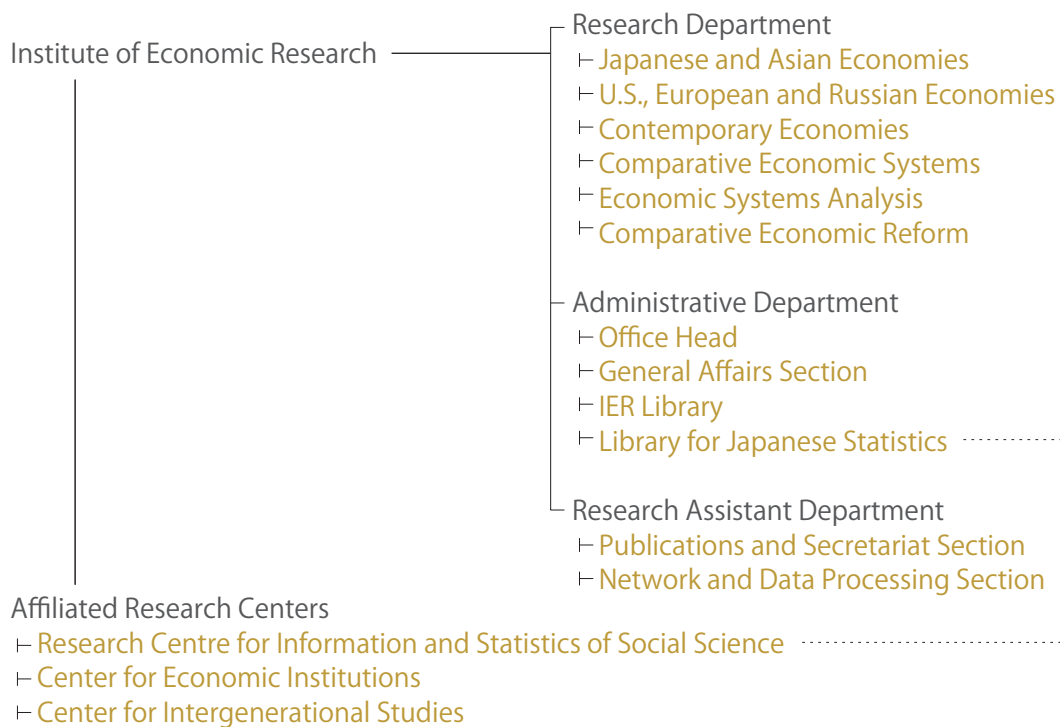 Institute of Economic Research
Research Department
Japanese and Asian Economies
U.S., European and Russian Economies
Contemporary Economies
Comparative Economic Systems
Economic Systems Analysis
Comparative Economic Reform
Administrative Department
Office Head
General Affairs Section
IER Library
Library for Japanese Statistics
Research Assistant Department
Publications and Secretariat Section
Network and Data Processing Section
Affiliated Research Centers
Research Centre for Information and Statistics of Social Science
Center for Economic Institutions
Center for Intergenerational Studies